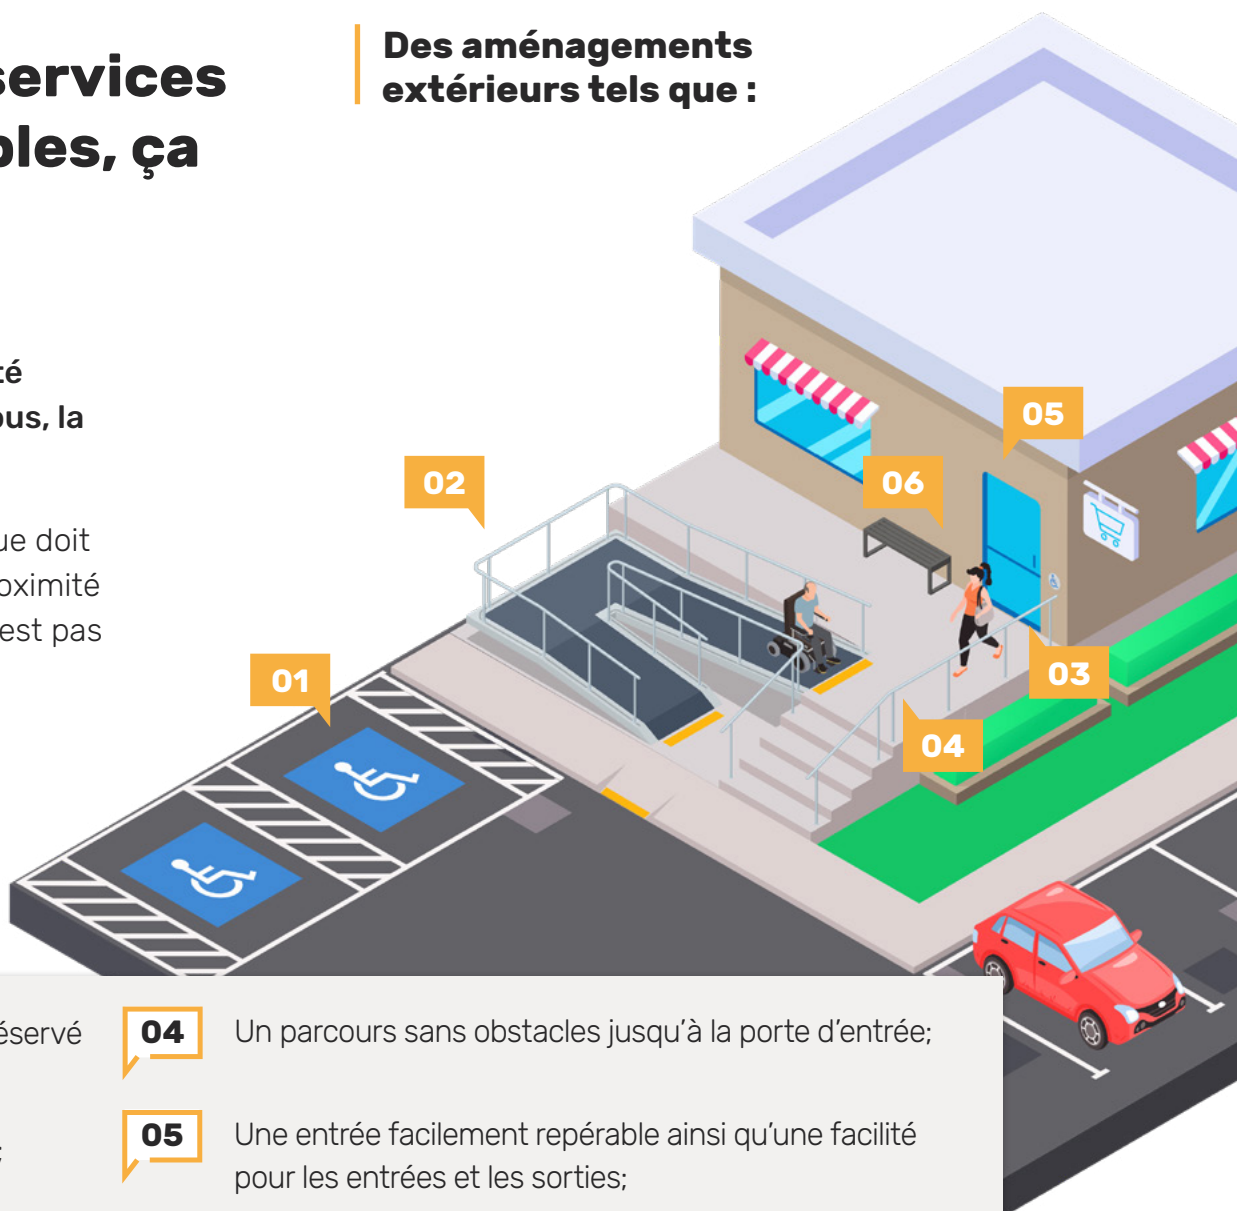 services
ples, ça
té
ous, la
ue doit
oximité
est pas
Des aménagements
extérieurs tels que :
05
02
06
01
03
04
éservé
;
04
Un parcours sans obstacles jusqu'à la porte d'entrée;
05
Une entrée facilement repérable ainsi qu'une facilité
pour les entrées et les sorties;